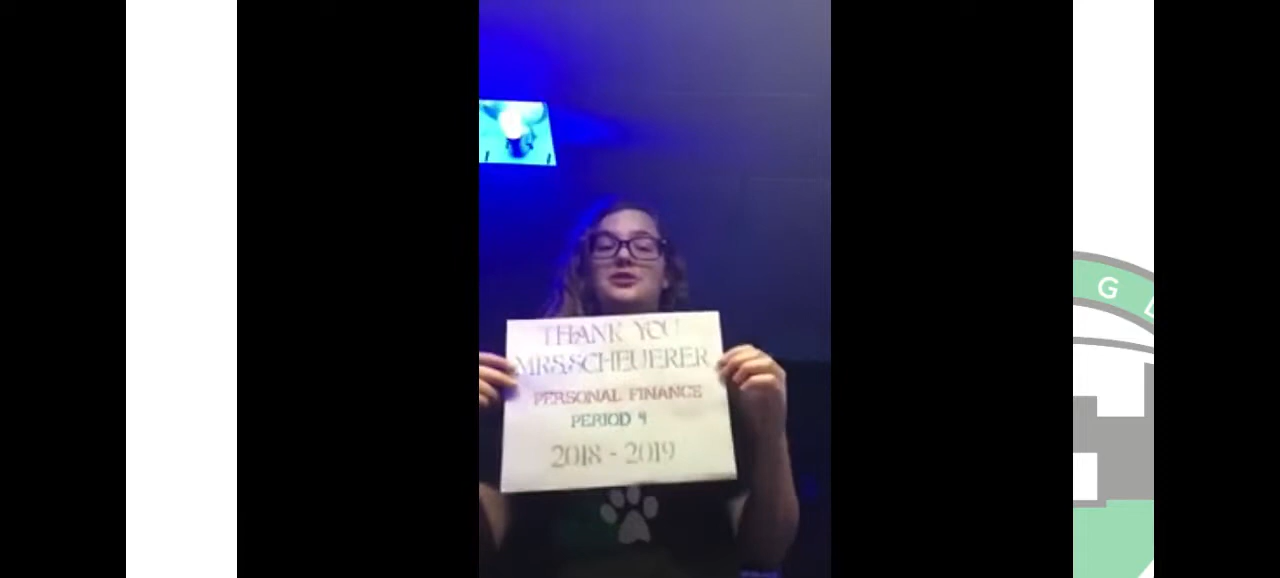 THANK YOU
MRS.SCHEUERER
PERSONAL FINANCE
PERIOD 4
2018 - 2019
G